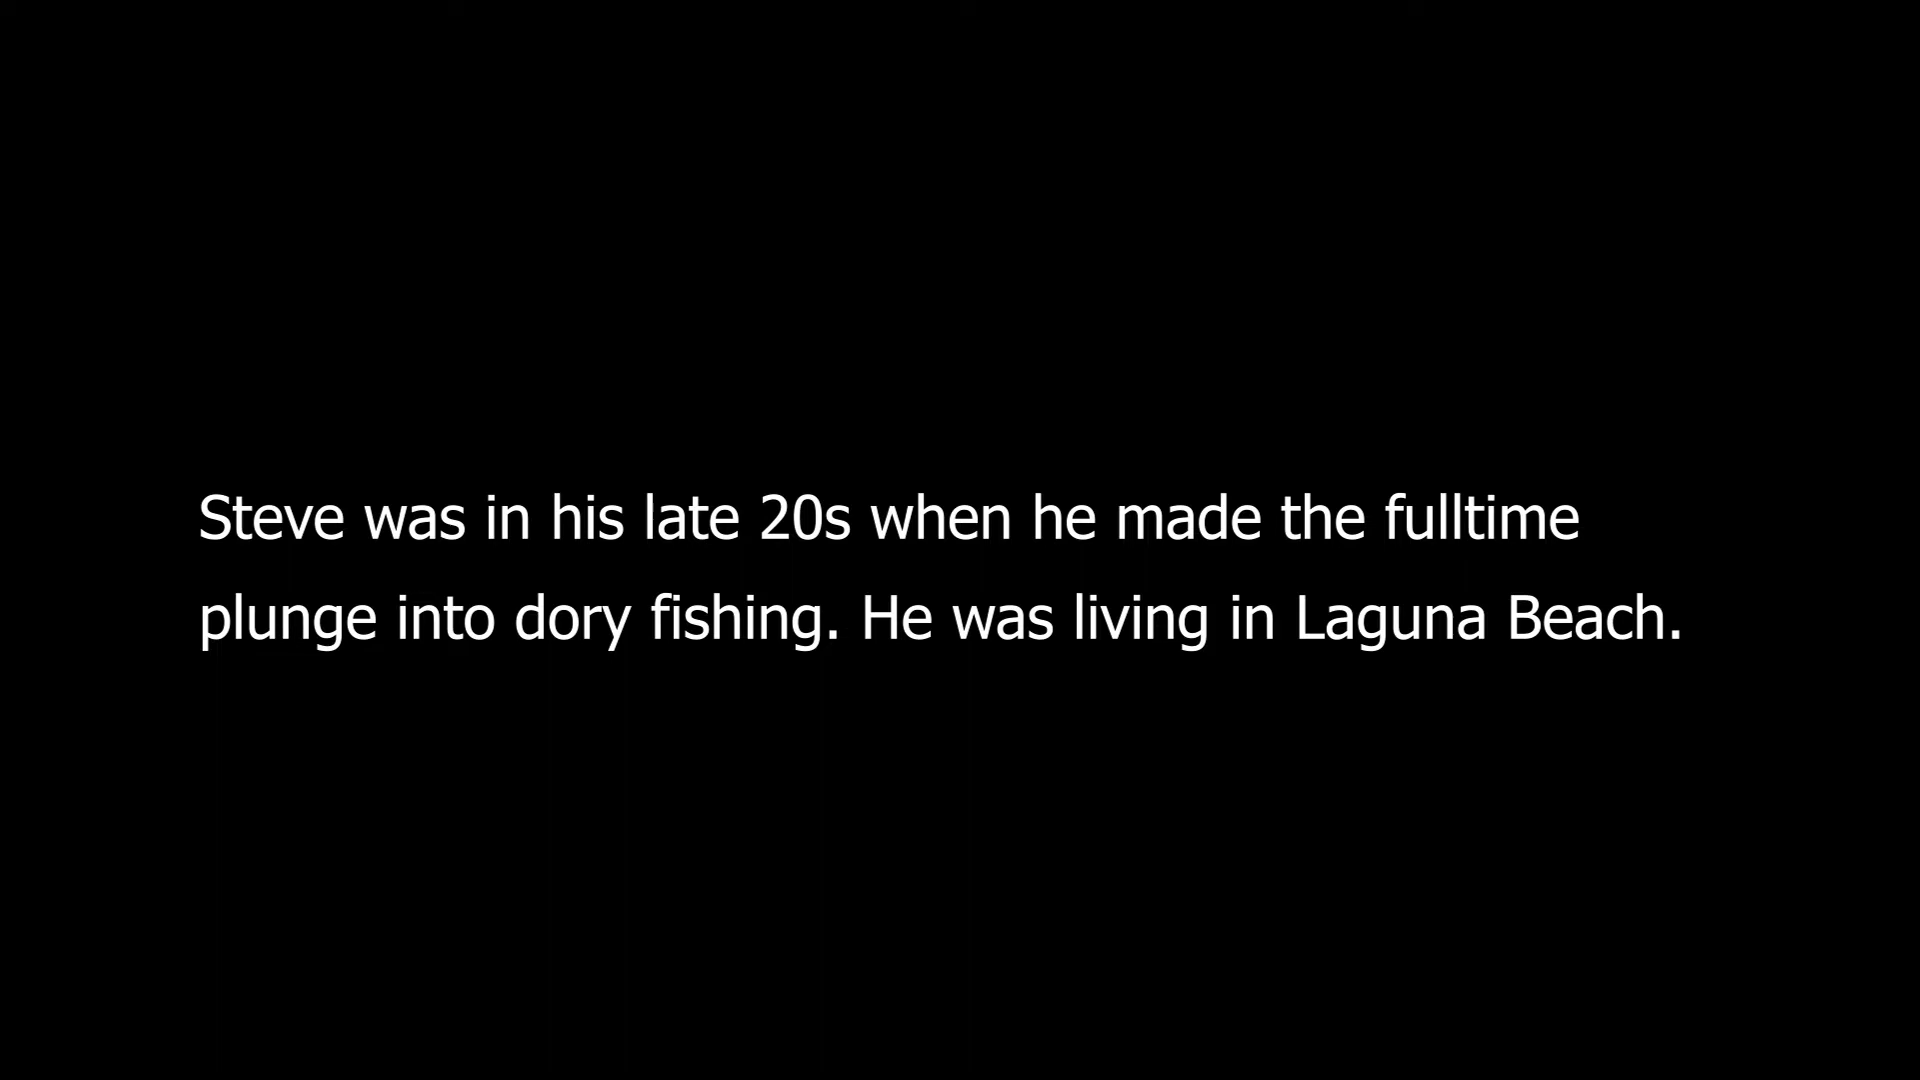 Steve was in his late 20s when he made the fulltime
plunge into dory fishing. He was living in Laguna Beach.